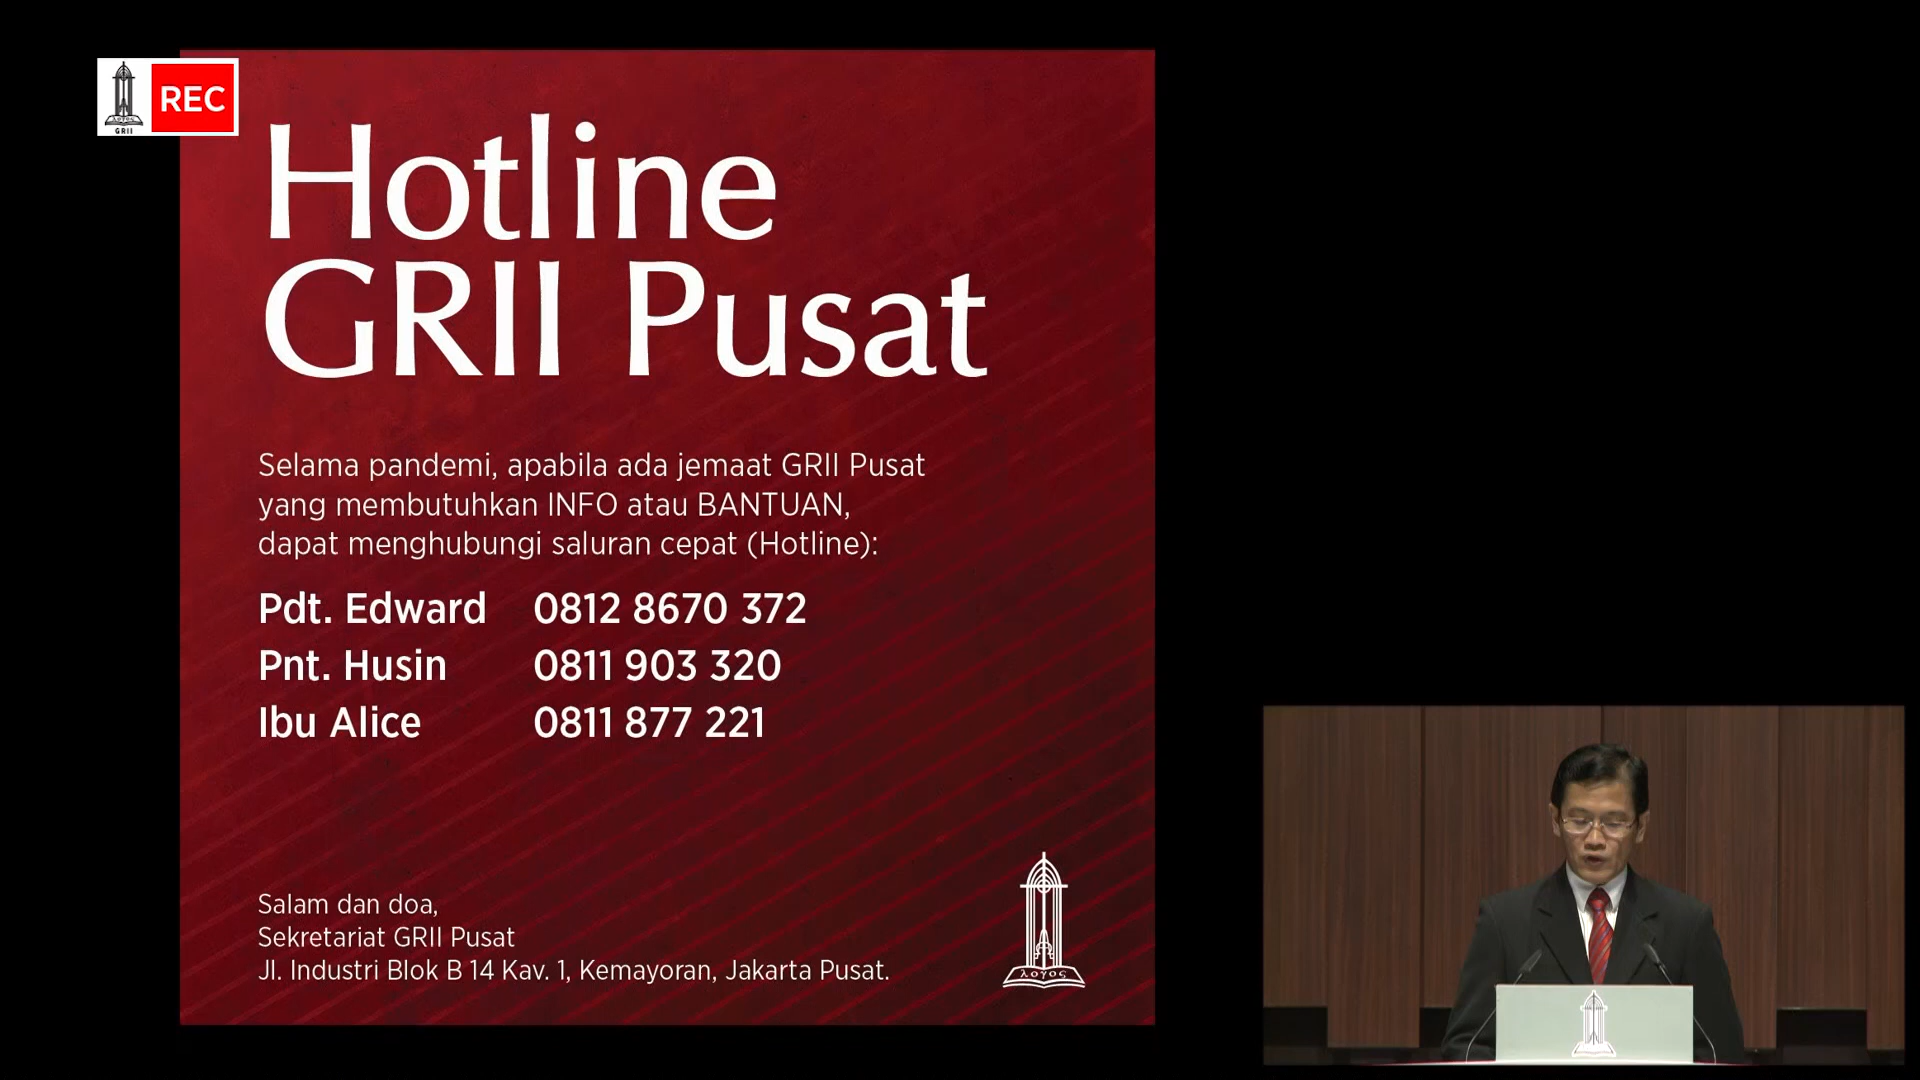 GRII
REC
Hotline
GRII Pusat
Selama pandemi, apabila ada jemaat GRII Pusat
yang membutuhkan INFO atau BANTUAN,
dapat menghubungi saluran cepat (Hotline):
Pdt. Edward 0812 8670 372
Pnt. Husin 0811 903 320
Ibu Alice 0811 877 221
Salam dan doa,
Sekretariat GRII Pusat
Jl. Industri Blok B 14 Kav. 1, Kemayoran, Jakarta Pusat.
λογος